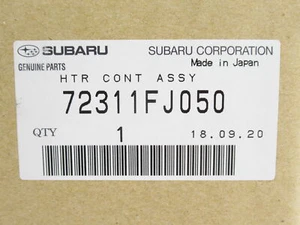 SUBARU
GENUINE PARTS
SUBARU CORPORATION
Made in Japan
HTR CONT ASSY
72311FJ050
QTY 1 18.09.20